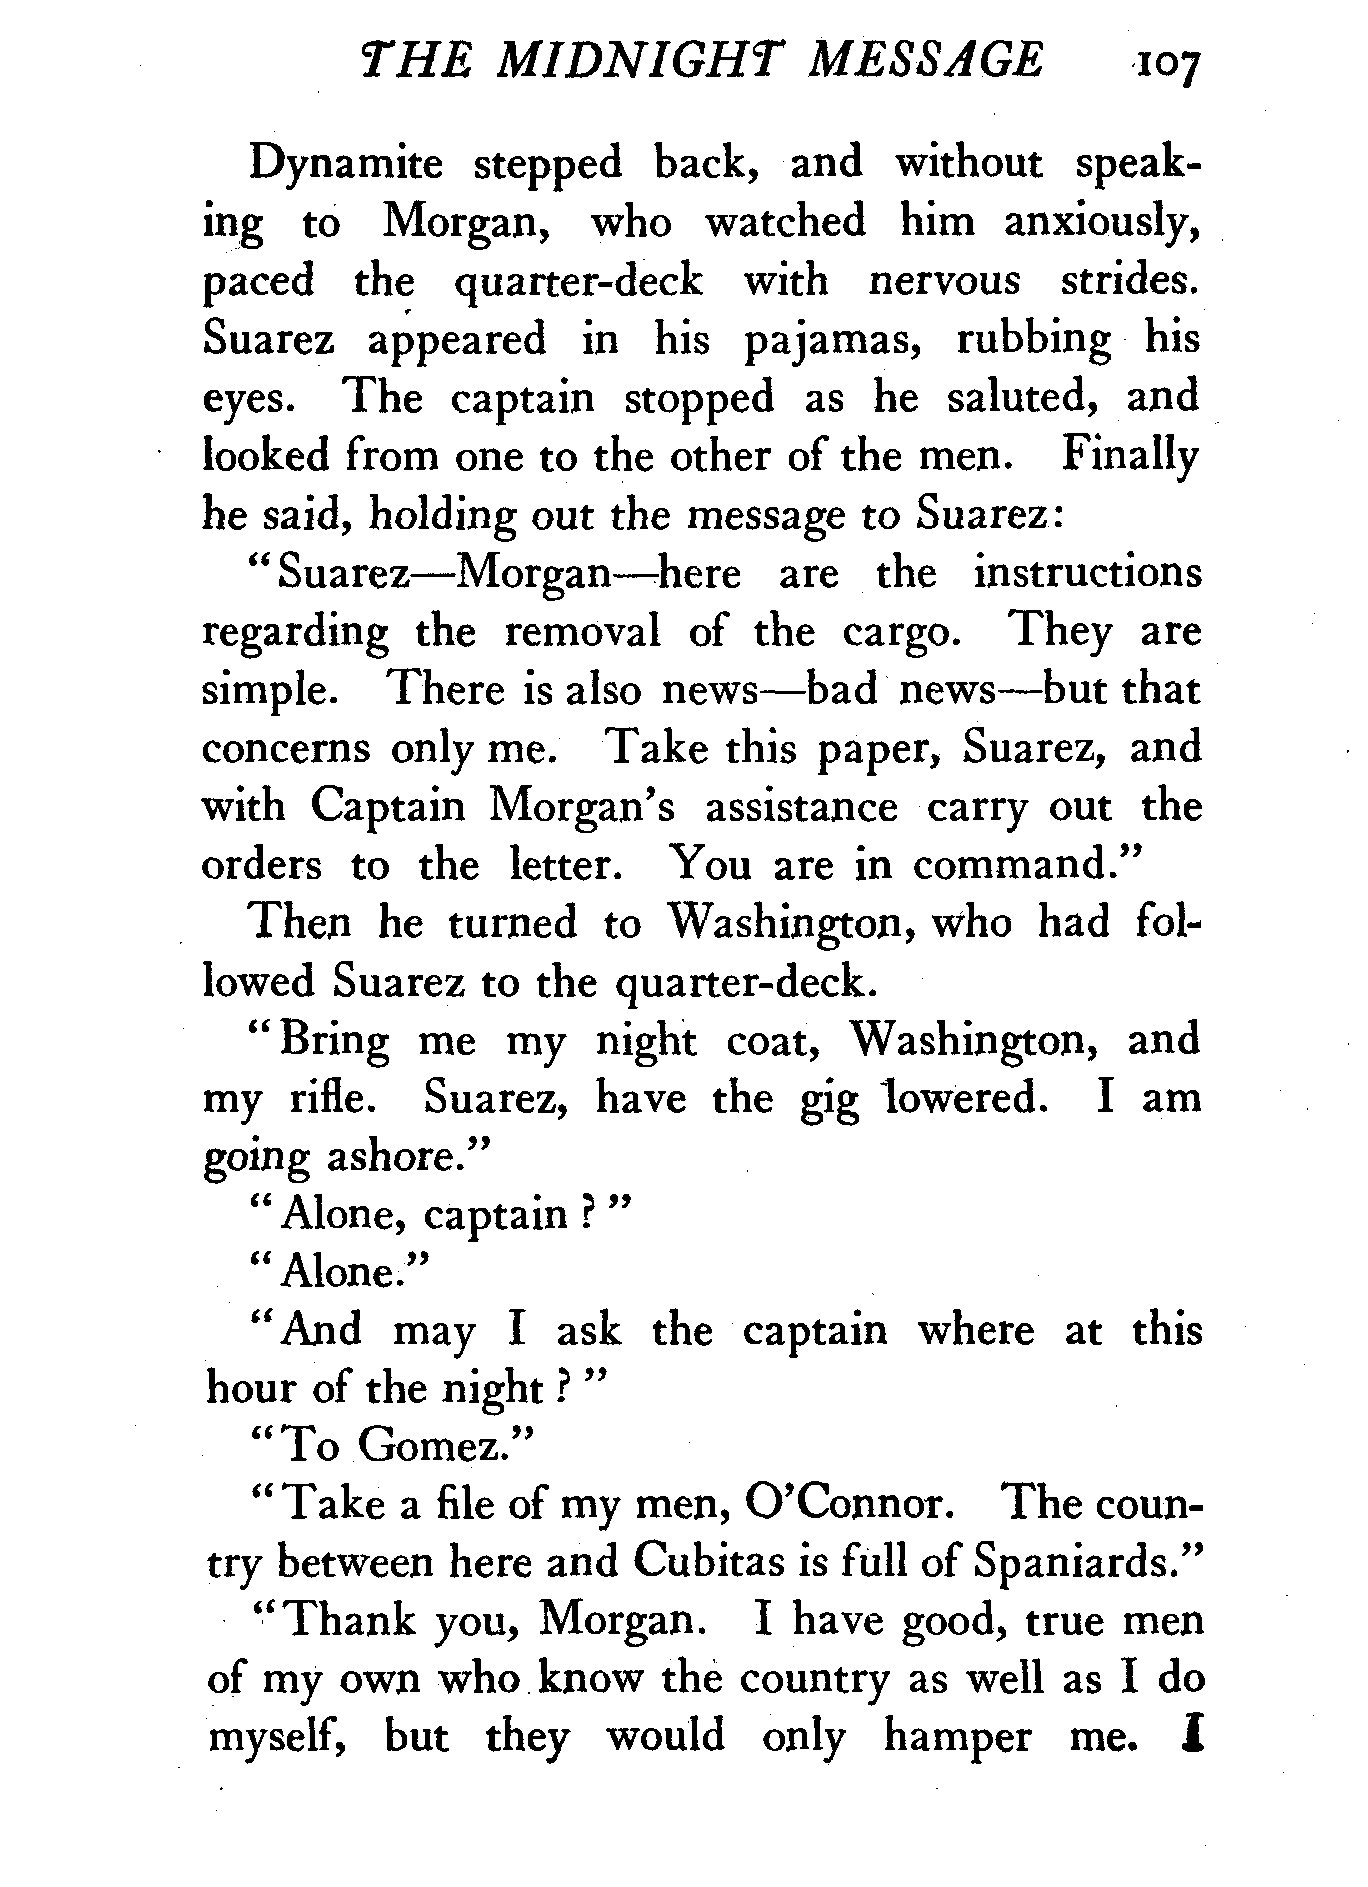 THE MIDNIGHT MESSAGE 107
Dynamite stepped back, and without speak-
ing to Morgan, who watched him anxiously,
paced the quarter-deck with nervous strides.
Suarez appeared in his pajamas, rubbing his
eyes. The captain stopped as he saluted, and
looked from one to the other of the men. Finally
he said, holding out the message to Suarez:
“Suarez—Morgan—here are the instructions
regarding the removal of the cargo. They are
simple. There is also news—bad news—but that
concerns only me. Take this paper, Suarez, and
with Captain Morgan’s assistance carry out the
orders to the letter. You are in command.”
Then he turned to Washington, who had fol-
lowed Suarez to the quarter-deck.
“Bring me my night coat, Washington, and
my rifle. Suarez, have the gig lowered. I am
going ashore.”
“Alone, captain?”
“Alone.”
“And may I ask the captain where at this
hour of the night?”
“To Gomez.”
“Take a file of my men, O’Connor. The coun-
try between here and Cubitas is full of Spaniards.”
“Thank you, Morgan. I have good, true men
of my own who know the country as well as I do
myself, but they would only hamper me. I